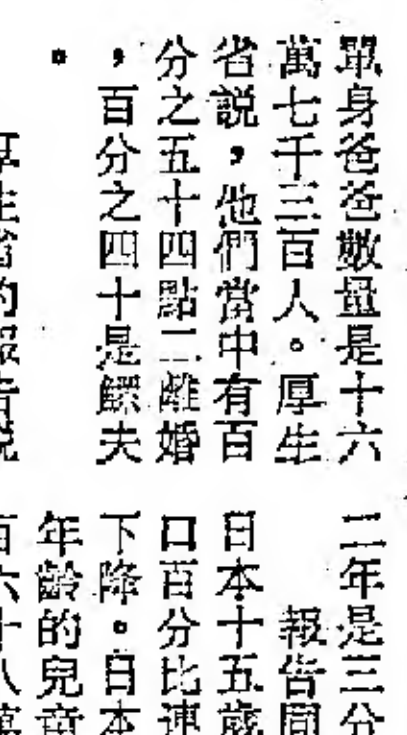 單身爸爸數量是十六
萬七千三百人。厚生
省説，他們當中有百
分之五十四點二離婚
，百分之四十是鰥夫
。
厚生省的報告説
二年是三分
報告同
日本十五歲
口百分比連
下降。日本
年齡的兒童
百六十八萬